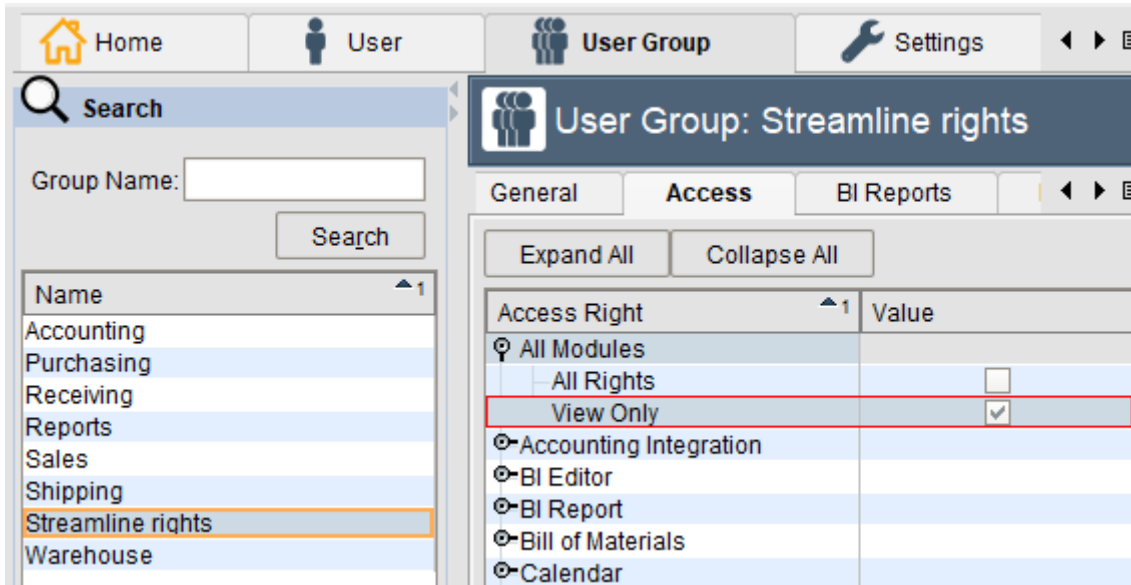 Home
User
User Group
Settings
Search
Group Name:
Search
Name 1
Accounting
Purchasing
Receiving
Reports
Sales
Shipping
Streamline rights
Warehouse
User Group: Streamline rights
General
Access
BI Reports
Expand All
Collapse All
Access Right 1 Value
All Modules
All Rights
View Only
Accounting Integration
BI Editor
BI Report
Bill of Materials
Calendar